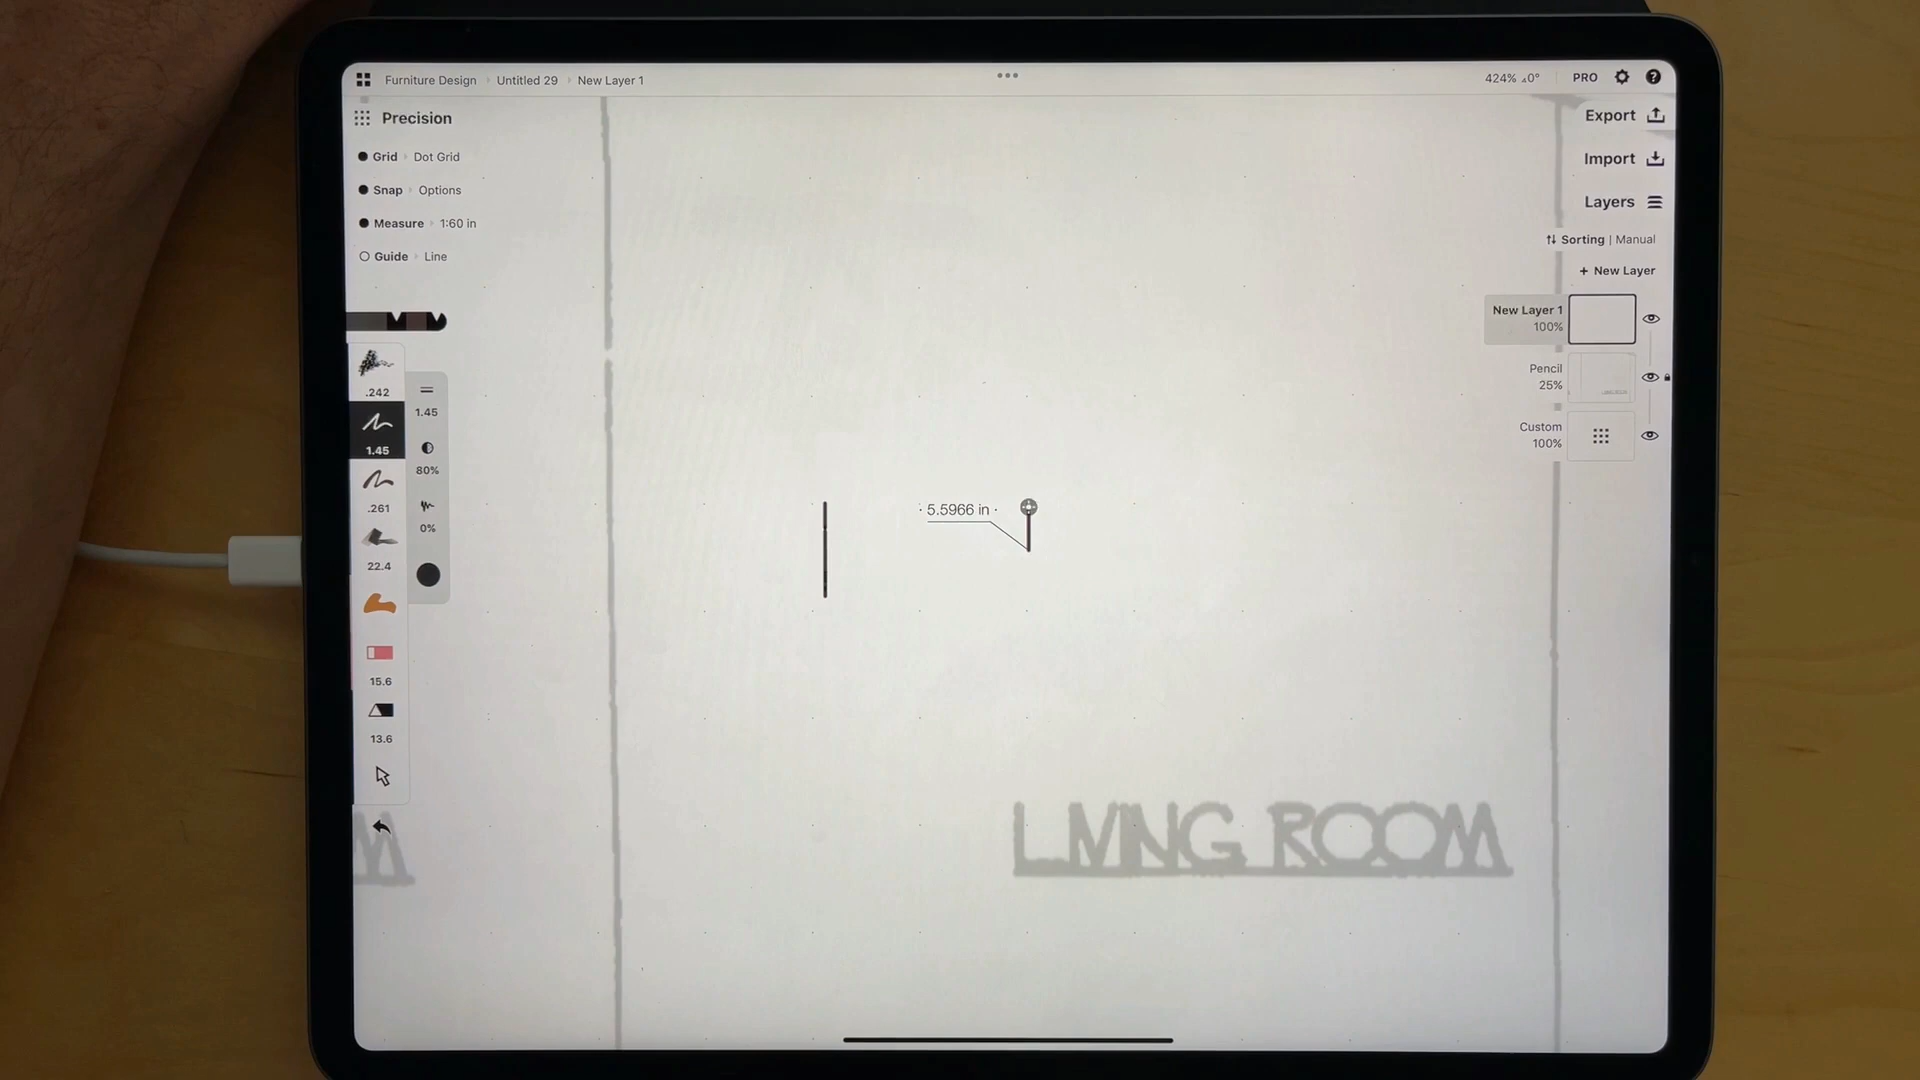 Furniture Design › Untitled 29 › New Layer 1
424% ⊿0° PRO
Precision
Grid › Dot Grid
Snap › Options
Measure › 1:60 in
Guide › Line
.242
1.45
.261
22.4
15.6
13.6
1.45
80%
0%
5.5966 in
LIVING ROOM
M
Export
Import
Layers
Sorting | Manual
+ New Layer
New Layer 1
100%
Pencil
25%
Custom
100%